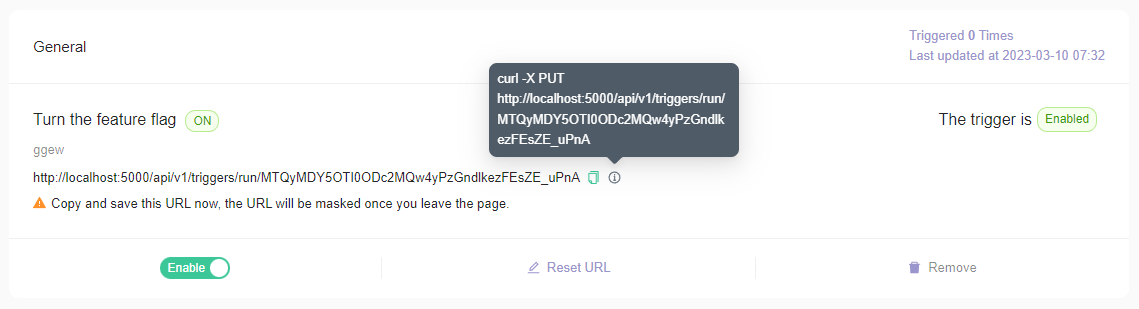 General
Triggered 0 Times
Last updated at 2023-03-10 07:32
curl -X PUT
http://localhost:5000/api/v1/triggers/run/
MTQyMDY5OTI0ODc2MQw4yPzGndlk
ezFEsZE_uPnA
Turn the feature flag ON
The trigger is Enabled
ggew
http://localhost:5000/api/v1/triggers/run/MTQyMDY5OTI0ODc2MQw4yPzGndlkezFEsZE_uPnA
Copy and save this URL now, the URL will be masked once you leave the page.
Enable
Reset URL
Remove